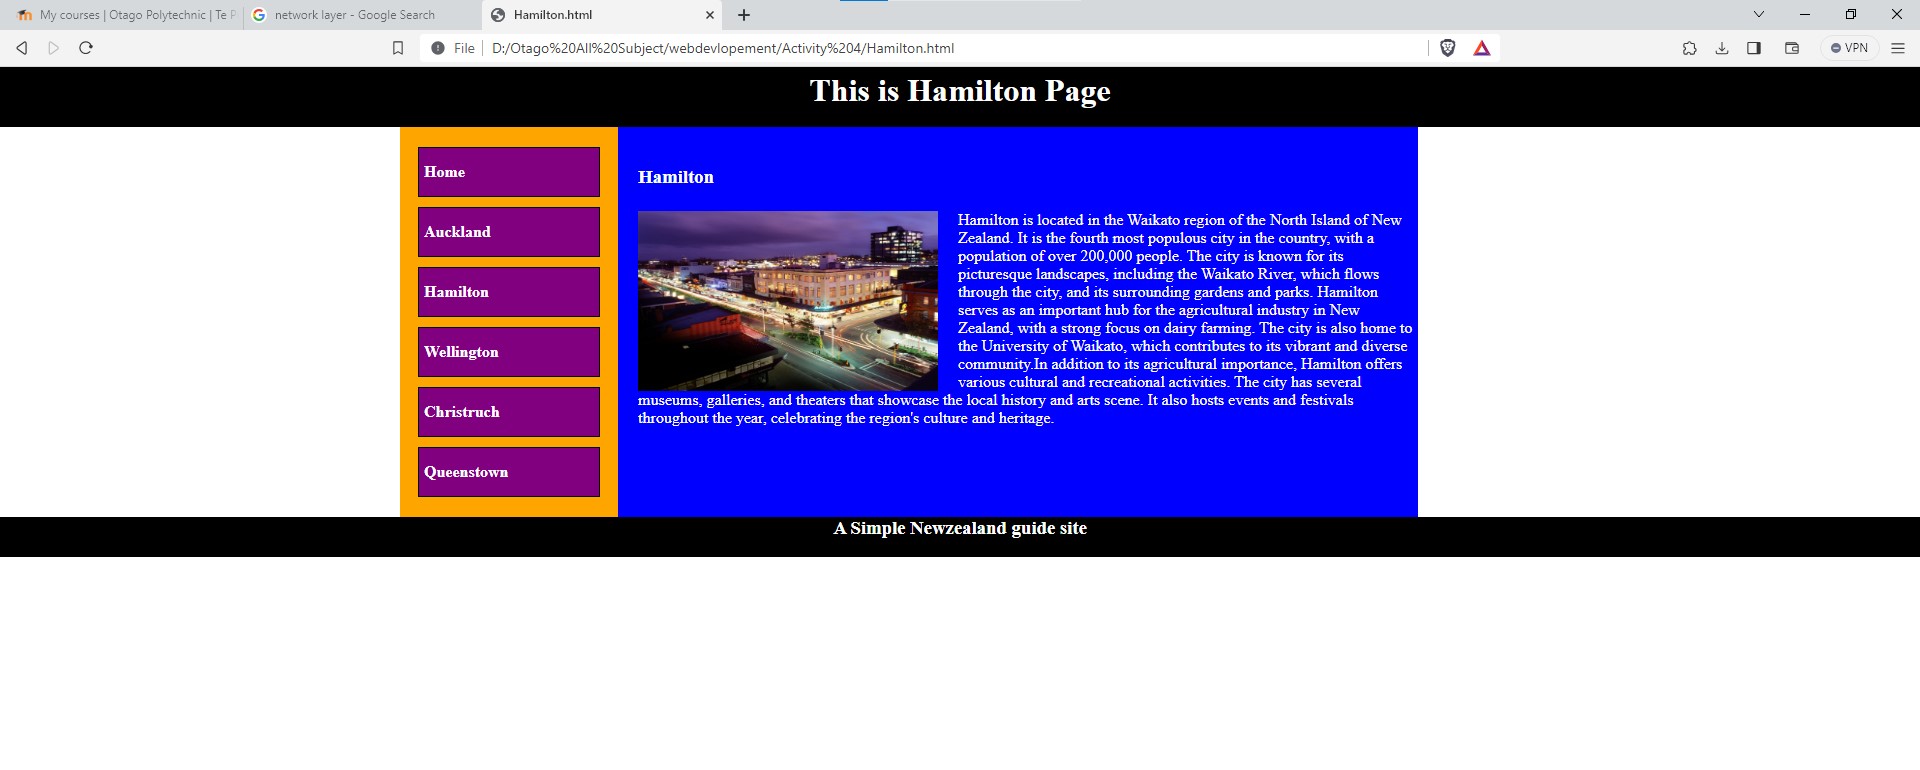 My courses | Otago Polytechnic | Te P
network layer - Google Search
Hamilton.html
File
D:/Otago%20All%20Subject/webdevlopement/Activity%204/Hamilton.html
VPN
This is Hamilton Page
Home
Auckland
Hamilton
Wellington
Christruch
Queenstown
Hamilton
Hamilton is located in the Waikato region of the North Island of New
Zealand. It is the fourth most populous city in the country, with a
population of over 200,000 people. The city is known for its
picturesque landscapes, including the Waikato River, which flows
through the city, and its surrounding gardens and parks. Hamilton
serves as an important hub for the agricultural industry in New
Zealand, with a strong focus on dairy farming. The city is also home to
the University of Waikato, which contributes to its vibrant and diverse
community.In addition to its agricultural importance, Hamilton offers
various cultural and recreational activities. The city has several
museums, galleries, and theaters that showcase the local history and arts scene. It also hosts events and festivals
throughout the year, celebrating the region's culture and heritage.
A Simple Newzealand guide site